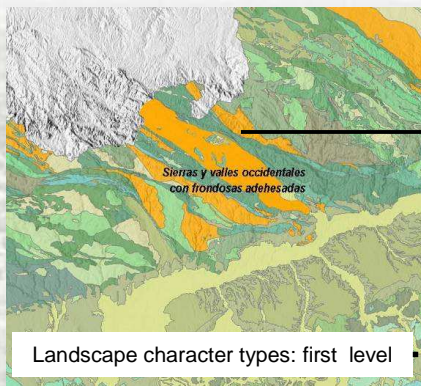 Sierras y valles occidentales
con frondosas adehesadas
Landscape character types: first level